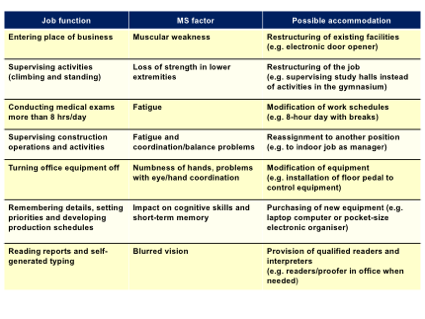 Job function MS factor Possible accommodation
Entering place of business Muscular weakness Restructuring of existing facilities
(e.g. electronic door opener)
Supervising activities Loss of strength in lower Restructuring of the job
(climbing and standing) extremities (e.g. supervising study halls instead
of activities in the gymnasium)
Conducting medical exams Fatigue Modification of work schedules
more than 8 hrs/day (e.g. 8-hour day with breaks)
Supervising construction Fatigue and Reassignment to another position
operations and activities coordination/balance problems (e.g. to indoor job as manager)
Turning office equipment off Numbness of hands, problems Modification of equipment
with eye/hand coordination (e.g. installation of floor pedal to
control equipment)
Remembering details, setting Impact on cognitive skills and Purchasing of new equipment (e.g.
priorities and developing short-term memory laptop computer or pocket-size
production schedules electronic organiser)
Reading reports and self- Blurred vision Provision of qualified readers and
generated typing interpreters
(e.g. readers/proofer in office when
needed)